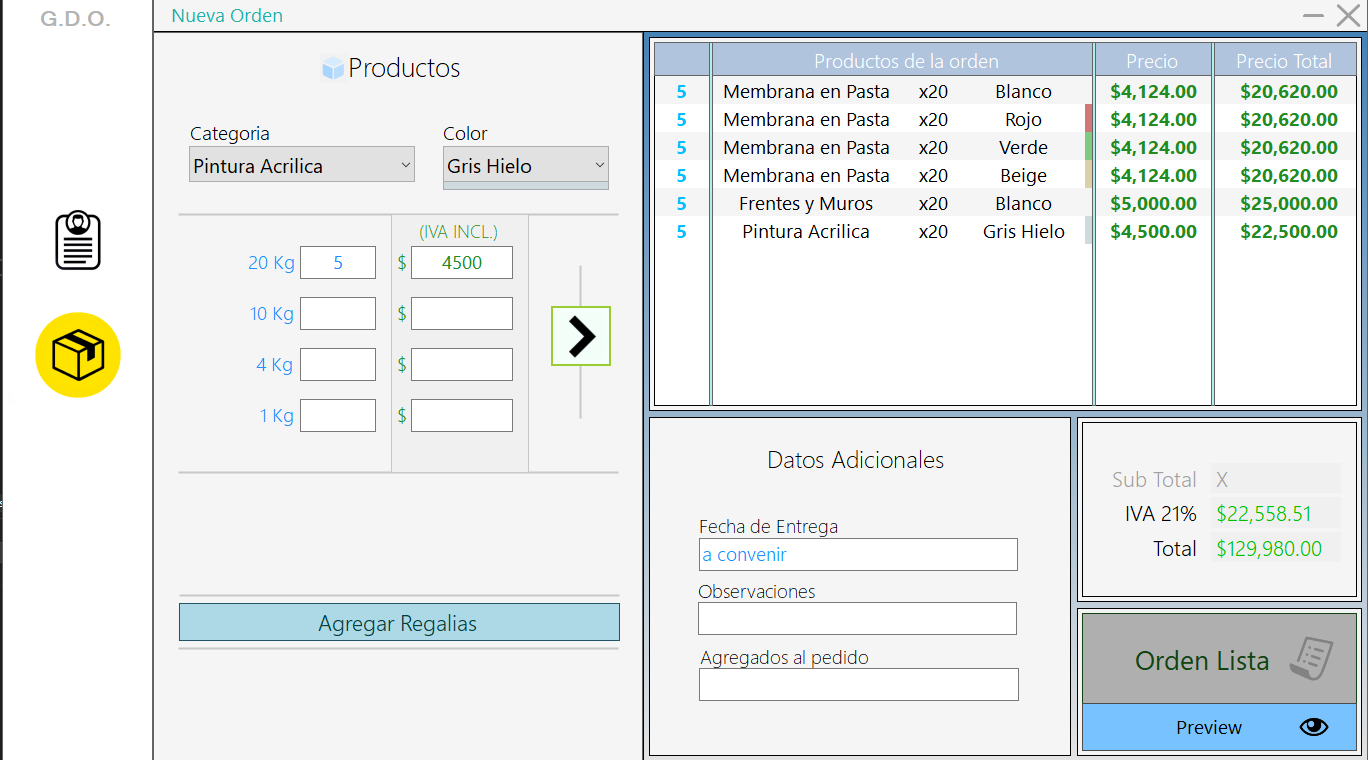 G.D.O.
Nueva Orden
Productos
Categoria
Color
Pintura Acrilica
Gris Hielo
(IVA INCL.)
20 Kg 5 $ 4500
10 Kg $
4 Kg $
1 Kg $
Agregar Regalias
Productos de la orden Precio Precio Total
5 Membrana en Pasta x20 Blanco $4,124.00 $20,620.00
5 Membrana en Pasta x20 Rojo $4,124.00 $20,620.00
5 Membrana en Pasta x20 Verde $4,124.00 $20,620.00
5 Membrana en Pasta x20 Beige $4,124.00 $20,620.00
5 Frentes y Muros x20 Blanco $5,000.00 $25,000.00
5 Pintura Acrilica x20 Gris Hielo $4,500.00 $22,500.00
Datos Adicionales
Fecha de Entrega
a convenir
Observaciones
Agregados al pedido
Sub Total X
IVA 21% $22,558.51
Total $129,980.00
Orden Lista
Preview